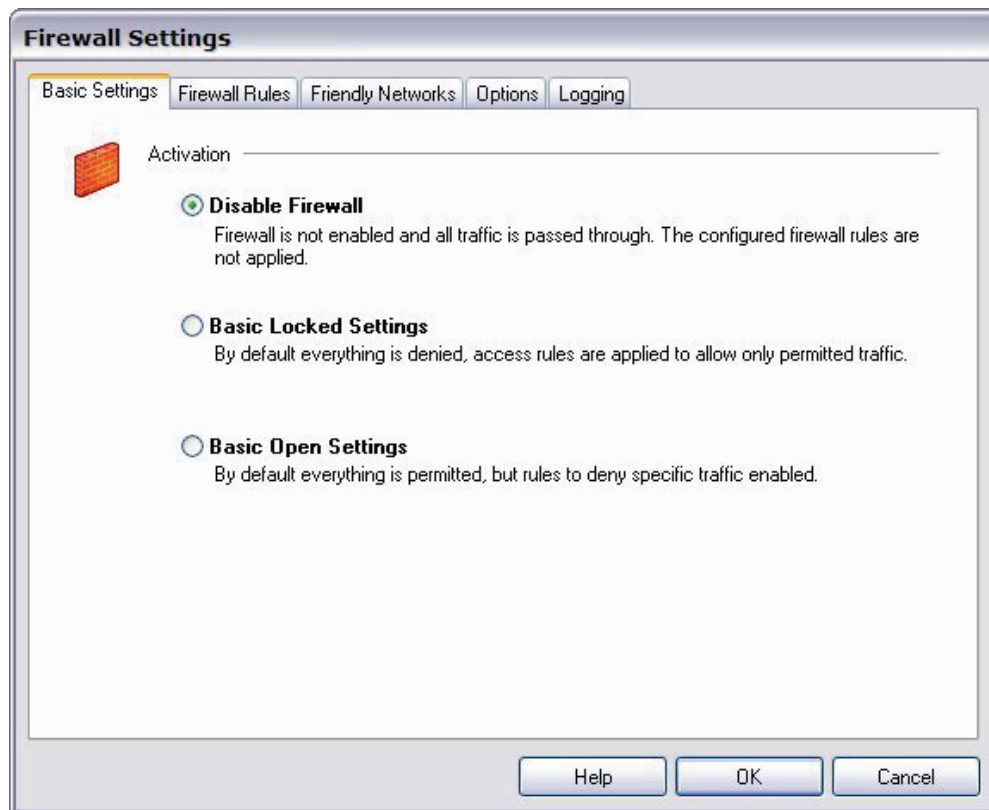 Firewall Settings
Basic Settings Firewall Rules Friendly Networks Options Logging
Activation
Disable Firewall
Firewall is not enabled and all traffic is passed through. The configured firewall rules are
not applied.
Basic Locked Settings
By default everything is denied, access rules are applied to allow only permitted traffic.
Basic Open Settings
By default everything is permitted, but rules to deny specific traffic enabled.
Help OK Cancel